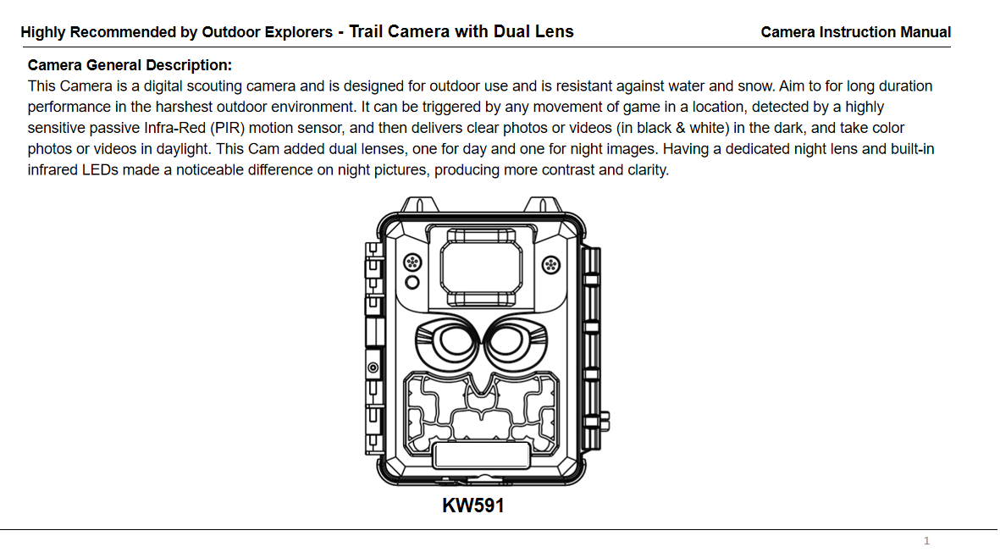 Highly Recommended by Outdoor Explorers - Trail Camera with Dual Lens
Camera Instruction Manual
Camera General Description:
This Camera is a digital scouting camera and is designed for outdoor use and is resistant against water and snow. Aim to for long duration
performance in the harshest outdoor environment. It can be triggered by any movement of game in a location, detected by a highly
sensitive passive Infra-Red (PIR) motion sensor, and then delivers clear photos or videos (in black & white) in the dark, and take color
photos or videos in daylight. This Cam added dual lenses, one for day and one for night images. Having a dedicated night lens and built-in
infrared LEDs made a noticeable difference on night pictures, producing more contrast and clarity.
KW591
1